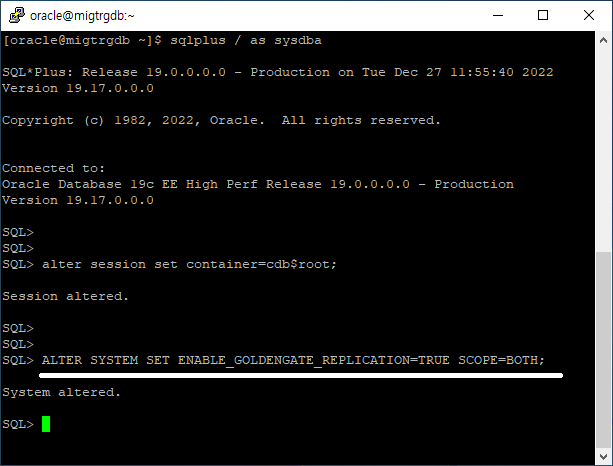 oracle@migtrgdb:~
[oracle@migtrgdb ~]$ sqlplus / as sysdba
SQL*Plus: Release 19.0.0.0.0 - Production on Tue Dec 27 11:55:40 2022
Version 19.17.0.0.0
Copyright (c) 1982, 2022, Oracle.  All rights reserved.
Connected to:
Oracle Database 19c EE High Perf Release 19.0.0.0.0 - Production
Version 19.17.0.0.0
SQL>
SQL>
SQL> alter session set container=cdb$root;
Session altered.
SQL>
SQL>
SQL> ALTER SYSTEM SET ENABLE_GOLDENGATE_REPLICATION=TRUE SCOPE=BOTH;
System altered.
SQL>